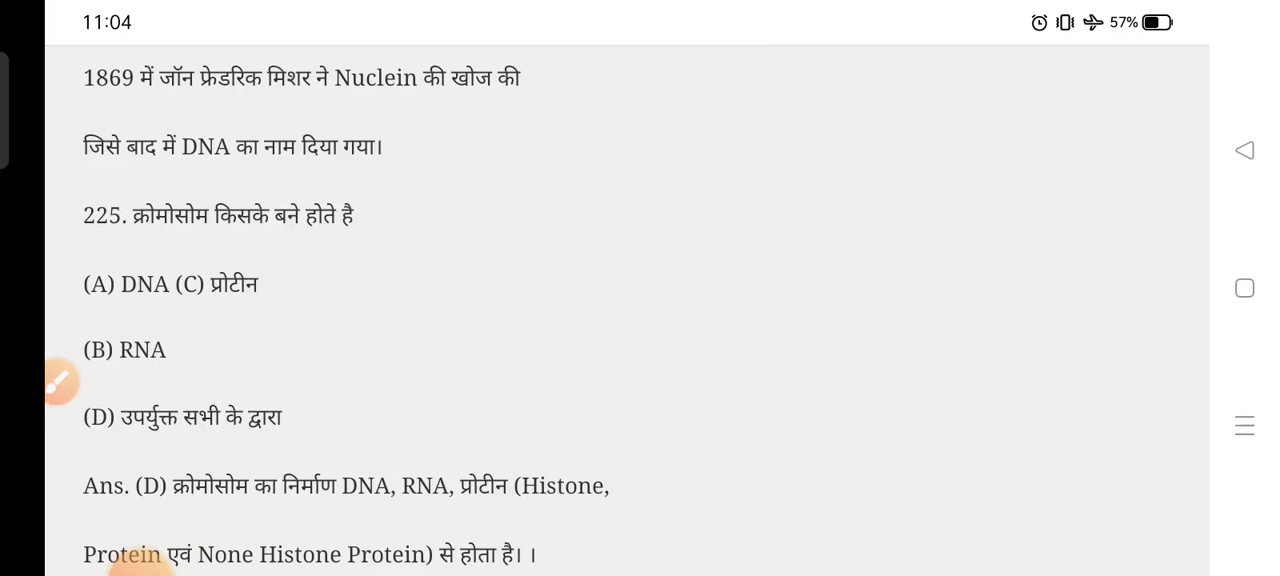 11:04
57%
1869 में जॉन फ्रेडरिक मिशर ने Nuclein की खोज की
जिसे बाद में DNA का नाम दिया गया।
225. क्रोमोसोम किसके बने होते है
(A) DNA (C) प्रोटीन
(B) RNA
(D) उपर्युक्त सभी के द्वारा
Ans. (D) क्रोमोसोम का निर्माण DNA, RNA, प्रोटीन (Histone,
Protein एवं None Histone Protein) से होता है। ।